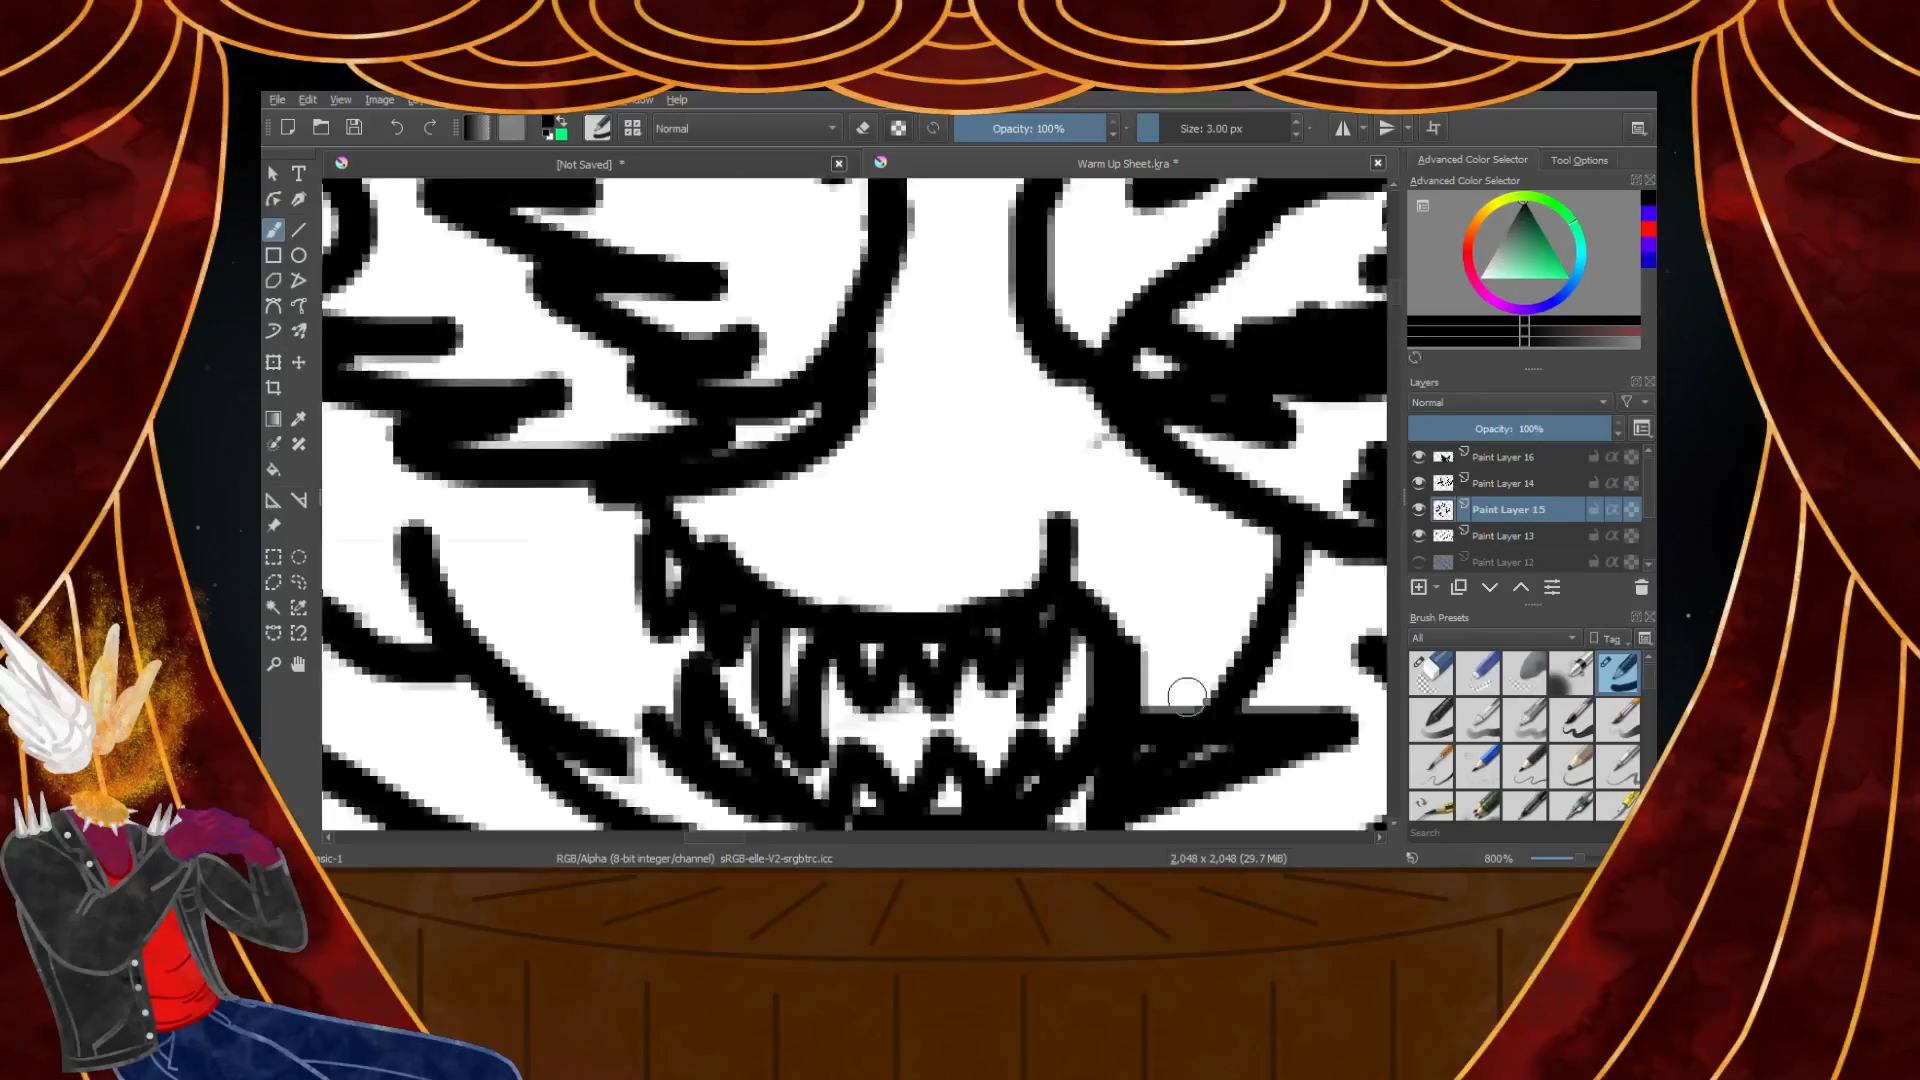 File Edit View Image Help
Normal
Opacity: 100%
Size: 3.00 px
[Not Saved] *
Warm Up Sheet.kra *
Advanced Color Selector
Tool Options
Advanced Color Selector
Layers
Normal
Opacity: 100%
Paint Layer 16
Paint Layer 14
Paint Layer 15
Paint Layer 13
Paint Layer 12
Brush Presets
All
Tag
Search
RGB/Alpha (8-bit integer/channel) sRGB-elle-V2-srgbtrc.icc
2,048 x 2,048 (29.7 MiB)
800%